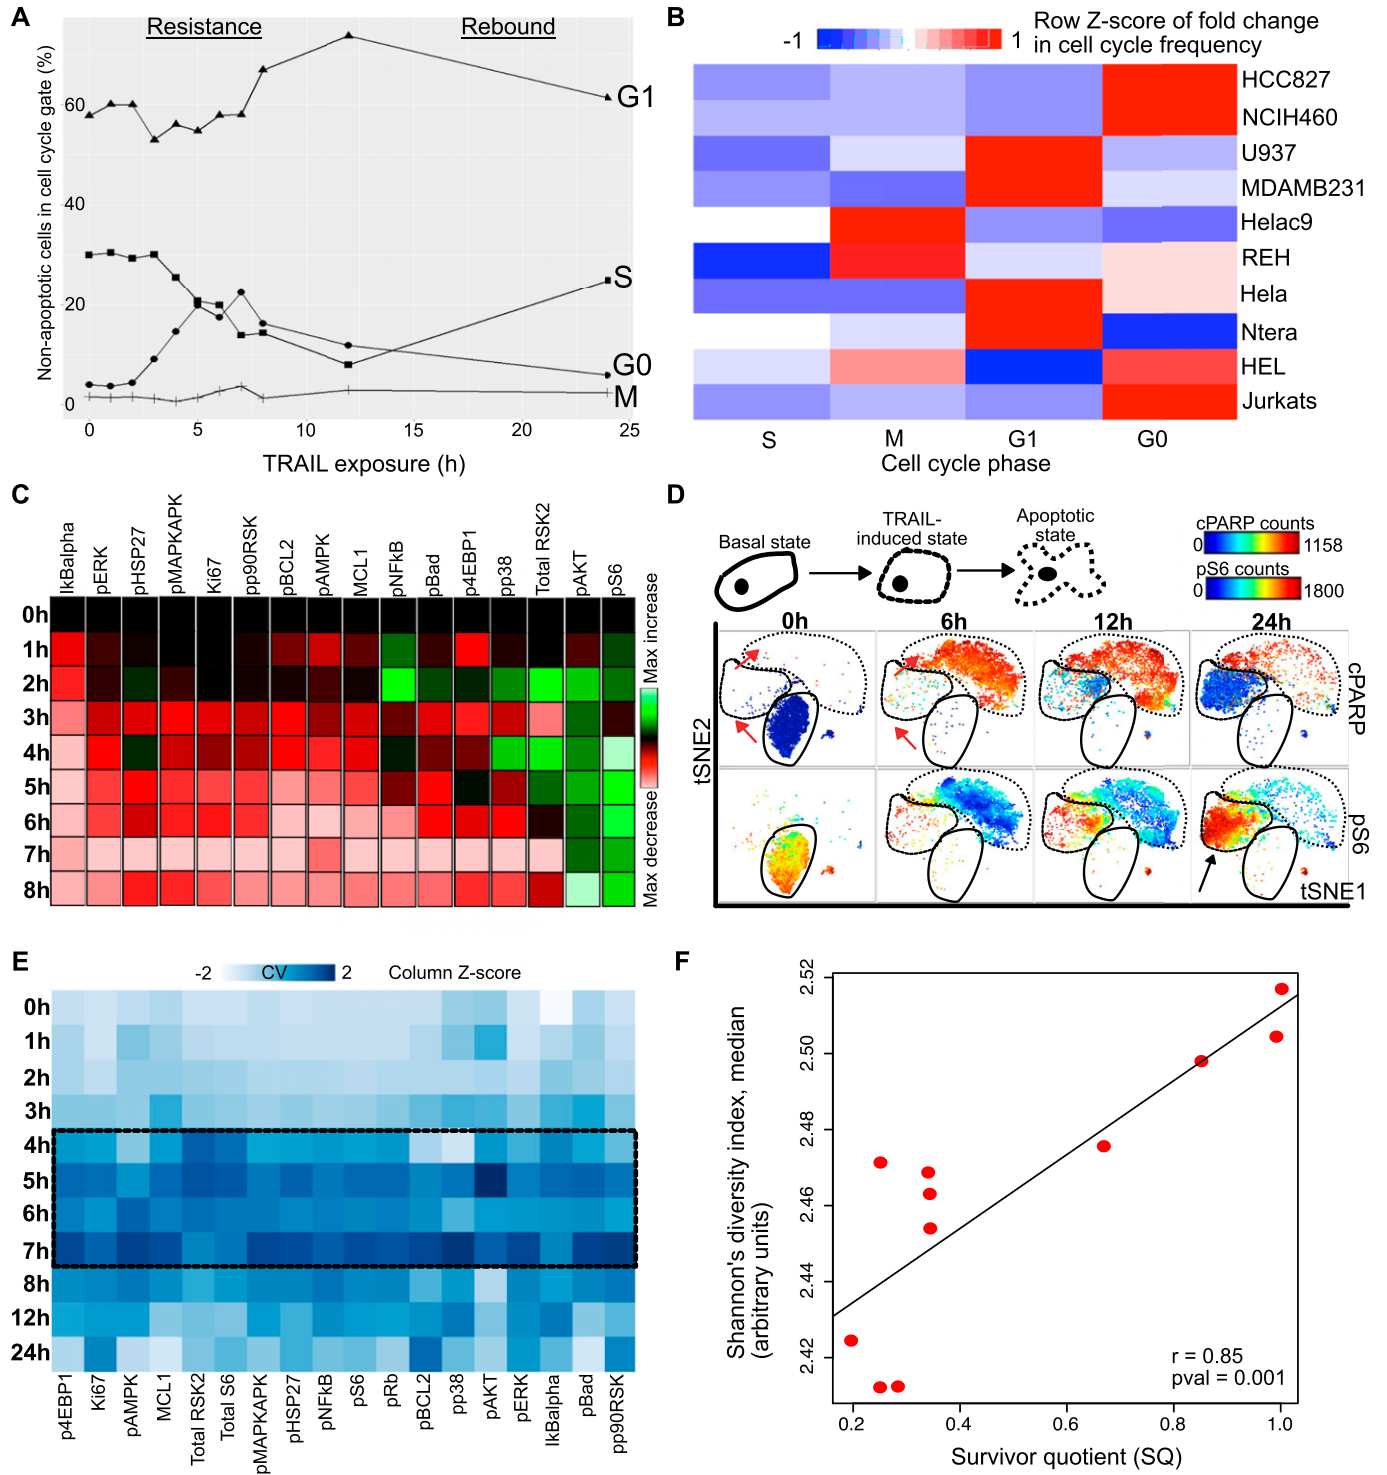 A
Resistance
Rebound
Non-apoptotic cells in cell cycle gate (%)
60
40
20
0
G1
S
G0
M
0
5
10
15
20
25
TRAIL exposure (h)
B
-1
1
Row Z-score of fold change
in cell cycle frequency
HCC827
NCIH460
U937
MDAMB231
Helac9
REH
Hela
Ntera
HEL
Jurkats
S
M
G1
G0
Cell cycle phase
C
IkBalpha
pERK
pHSP27
pMAPKAPK
Ki67
pp90RSK
pBCL2
pAMPK
MCL1
pNFkB
pBad
p4EBP1
pp38
Total RSK2
pAKT
pS6
0h
1h
2h
3h
4h
5h
6h
7h
8h
Max increase
Max decrease
D
Basal state
TRAIL-
induced state
Apoptotic
state
cPARP counts
0
1158
pS6 counts
0
1800
0h
6h
12h
24h
cPARP
pS6
tSNE2
tSNE1
E
-2
CV
2
Column Z-score
0h
1h
2h
3h
4h
5h
6h
7h
8h
12h
24h
p4EBP1
Ki67
pAMPK
MCL1
Total RSK2
Total S6
pMAPKAPK
pHSP27
pNFkB
pS6
pRb
pBCL2
pp38
pAKT
pERK
IkBalpha
pBad
pp90RSK
F
Shannon's diversity index, median
(arbitrary units)
2.52
2.50
2.48
2.46
2.44
2.42
r = 0.85
pval = 0.001
0.2
0.4
0.6
0.8
1.0
Survivor quotient (SQ)